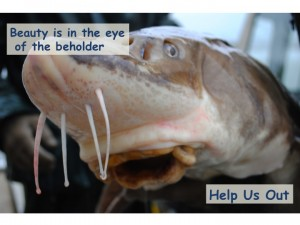 Beauty is in the eye
of the beholder
Help Us Out